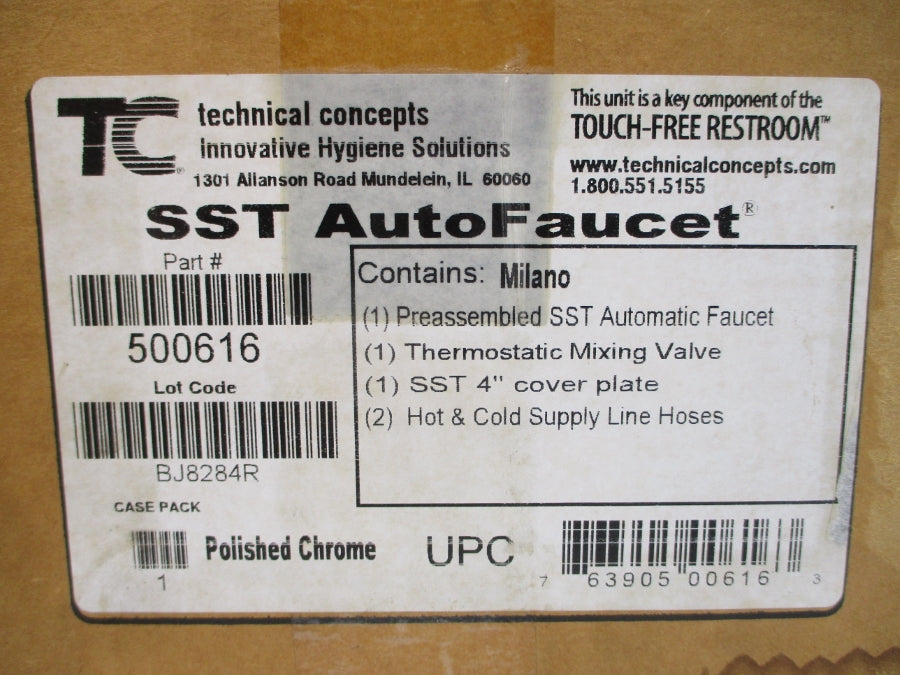 TC® technical concepts
Innovative Hygiene Solutions
1301 Allanson Road Mundelein, IL 60060
This unit is a key component of the
TOUCH-FREE RESTROOM™
www.technicalconcepts.com
1.800.551.5155
SST AutoFaucet®
Part #
500616
Lot Code
BJ8284R
Contains: Milano
(1) Preassembled SST Automatic Faucet
(1) Thermostatic Mixing Valve
(1) SST 4" cover plate
(2) Hot & Cold Supply Line Hoses
CASE PACK
1
Polished Chrome
UPC
7 63905 00616 3